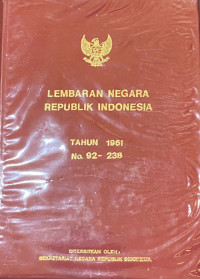 LEMBARAN NEGARA
REPUBLIK INDONESIA
TAHUN 1961
No. 92 - 238
DITERBITKAN OLEH :
SEKRETARIAT NEGARA REPUBLIK INDONESIA